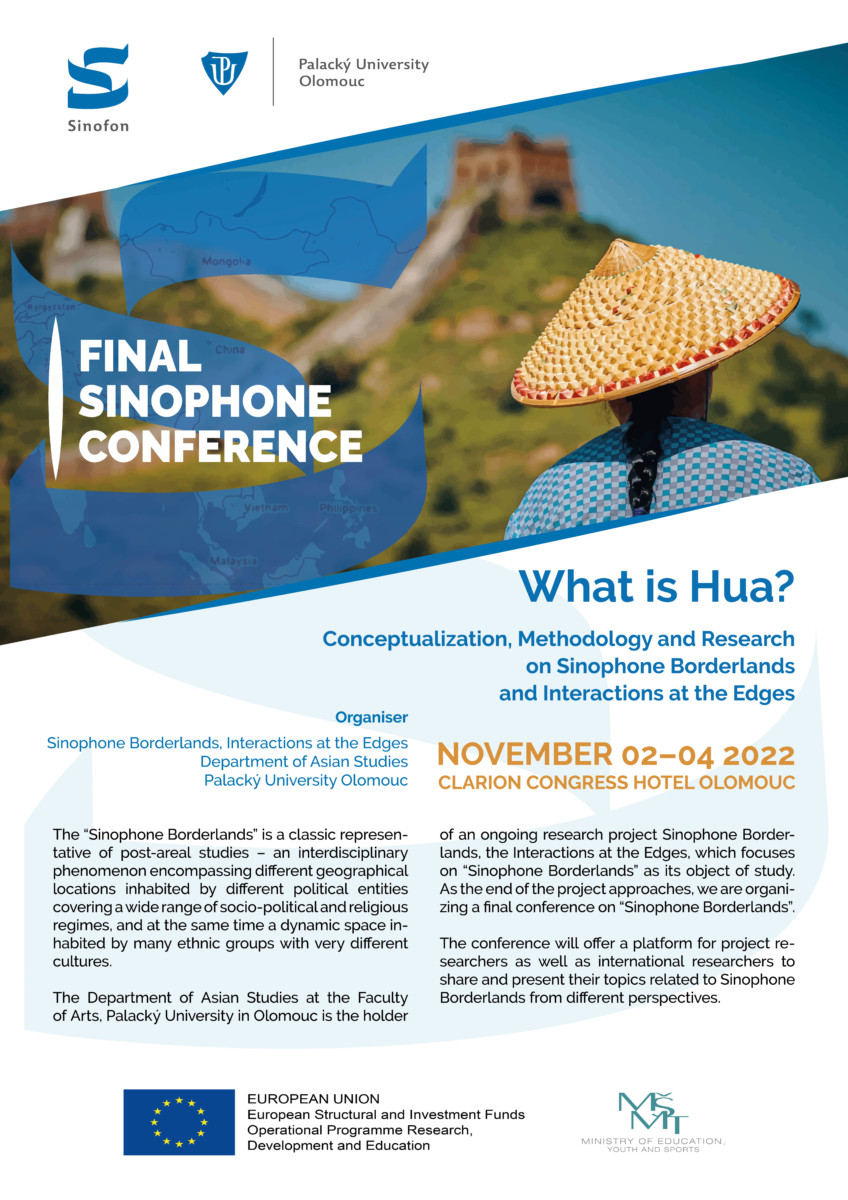 Sinofon
Palacký University
Olomouc
Mongolia
Kyrgyzstan
China
FINAL
SINOPHONE
CONFERENCE
Vietnam
Philippines
Malaysia
What is Hua?
Conceptualization, Methodology and Research
on Sinophone Borderlands
and Interactions at the Edges
Organiser
Sinophone Borderlands, Interactions at the Edges
Department of Asian Studies
Palacký University Olomouc
NOVEMBER 02–04 2022
CLARION CONGRESS HOTEL OLOMOUC
The “Sinophone Borderlands” is a classic represen-
tative of post-areal studies – an interdisciplinary
phenomenon encompassing different geographical
locations inhabited by different political entities
covering a wide range of socio-political and religious
regimes, and at the same time a dynamic space in-
habited by many ethnic groups with very different
cultures.
The Department of Asian Studies at the Faculty
of Arts, Palacký University in Olomouc is the holder
of an ongoing research project Sinophone Border-
lands, the Interactions at the Edges, which focuses
on “Sinophone Borderlands” as its object of study.
As the end of the project approaches, we are organi-
zing a final conference on “Sinophone Borderlands”.
The conference will offer a platform for project re-
searchers as well as international researchers to
share and present their topics related to Sinophone
Borderlands from different perspectives.
EUROPEAN UNION
European Structural and Investment Funds
Operational Programme Research,
Development and Education
MŠMT
MINISTRY OF EDUCATION,
YOUTH AND SPORTS